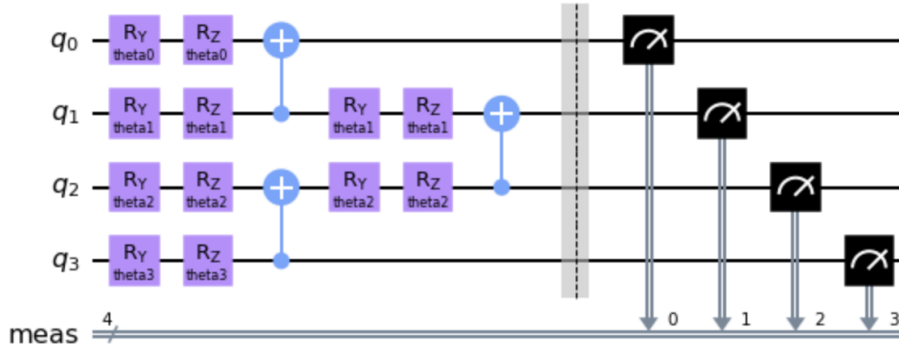 q0 RY RZ
theta0 theta0
q1 RY RZ RY RZ
theta1 theta1 theta1 theta1
q2 RY RZ RY RZ
theta2 theta2 theta2 theta2
q3 RY RZ
theta3 theta3
4 0 1 2 3
meas